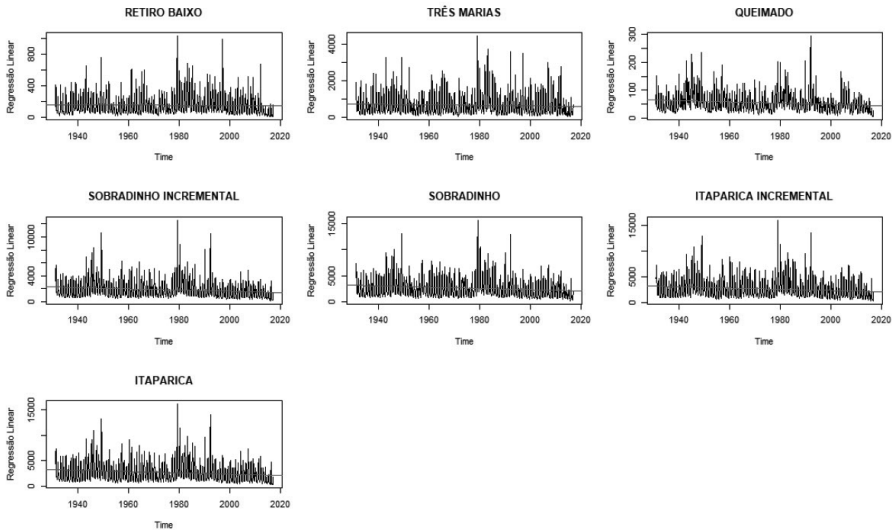 RETIRO BAIXO
Regressão Linear
0 400 800
1940 1960 1980 2000 2020
Time
TRÊS MARIAS
Regressão Linear
0 2000 4000
1940 1960 1980 2000 2020
Time
QUEIMADO
Regressão Linear
0 100 200 300
1940 1960 1980 2000 2020
Time
SOBRADINHO INCREMENTAL
Regressão Linear
0 4000 10000
1940 1960 1980 2000 2020
Time
SOBRADINHO
Regressão Linear
0 5000 15000
1940 1960 1980 2000 2020
Time
ITAPARICA INCREMENTAL
Regressão Linear
0 5000 15000
1940 1960 1980 2000 2020
Time
ITAPARICA
Regressão Linear
0 5000 15000
1940 1960 1980 2000 2020
Time